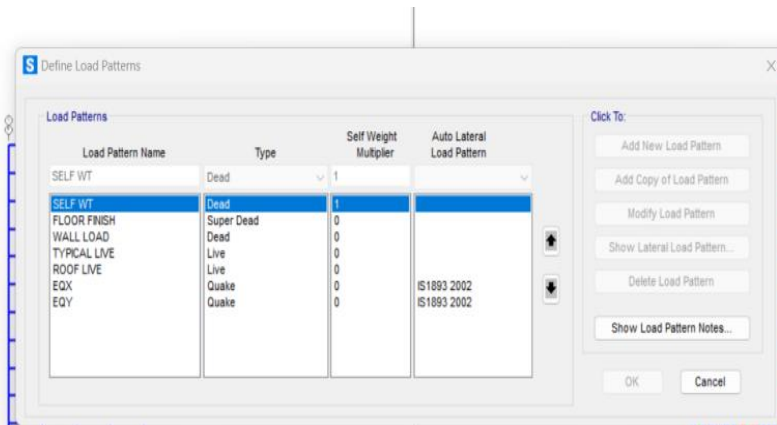 S Define Load Patterns
Load Patterns
Click To:
Load Pattern Name Type Self Weight Multiplier Auto Lateral Load Pattern
SELF WT Dead 1
SELF WT Dead 1
FLOOR FINISH Super Dead 0
WALL LOAD Dead 0
TYPICAL LIVE Live 0
ROOF LIVE Live 0
EQX Quake 0 IS1893 2002
EQY Quake 0 IS1893 2002
Add New Load Pattern
Add Copy of Load Pattern
Modify Load Pattern
Show Lateral Load Pattern...
Delete Load Pattern
Show Load Pattern Notes...
OK Cancel